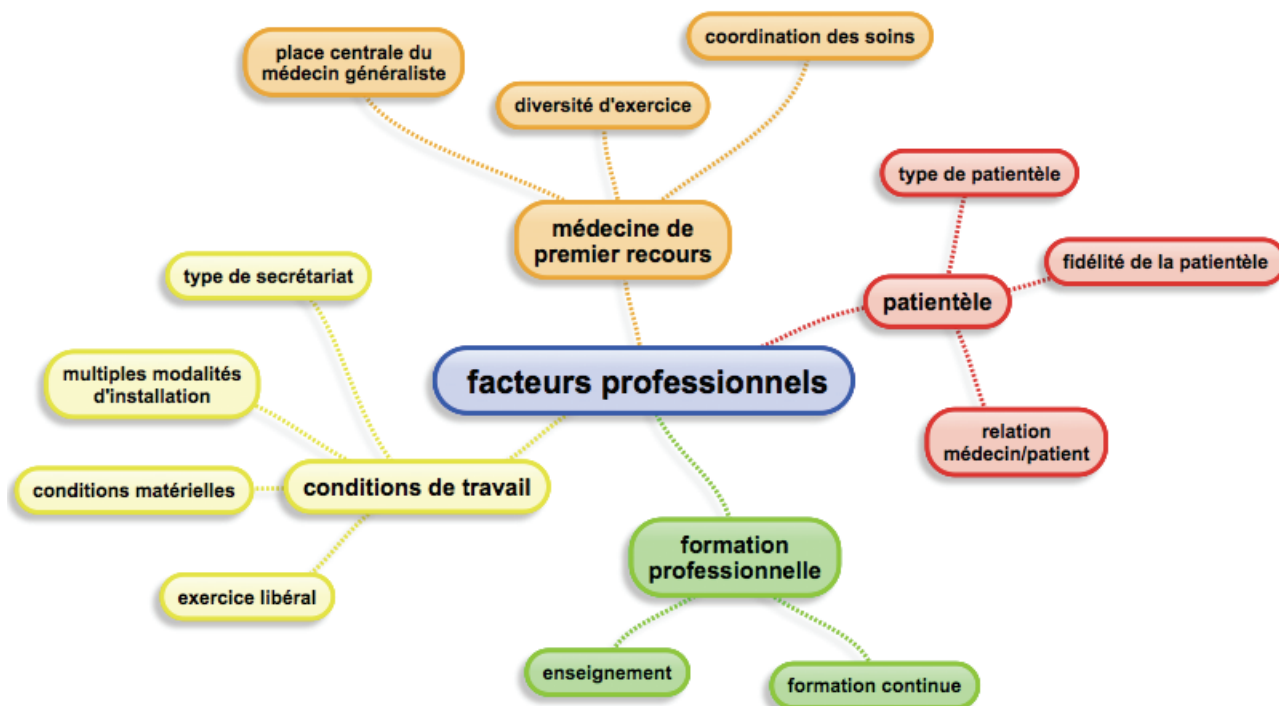 coordination des soins
place centrale du
médecin généraliste
diversité d'exercice
type de patientèle
médecine de
premier recours
fidélité de la patientèle
type de secrétariat
patientèle
multiples modalités
d'installation
facteurs professionnels
relation
médecin/patient
conditions matérielles
conditions de travail
formation
professionnelle
exercice libéral
enseignement
formation continue